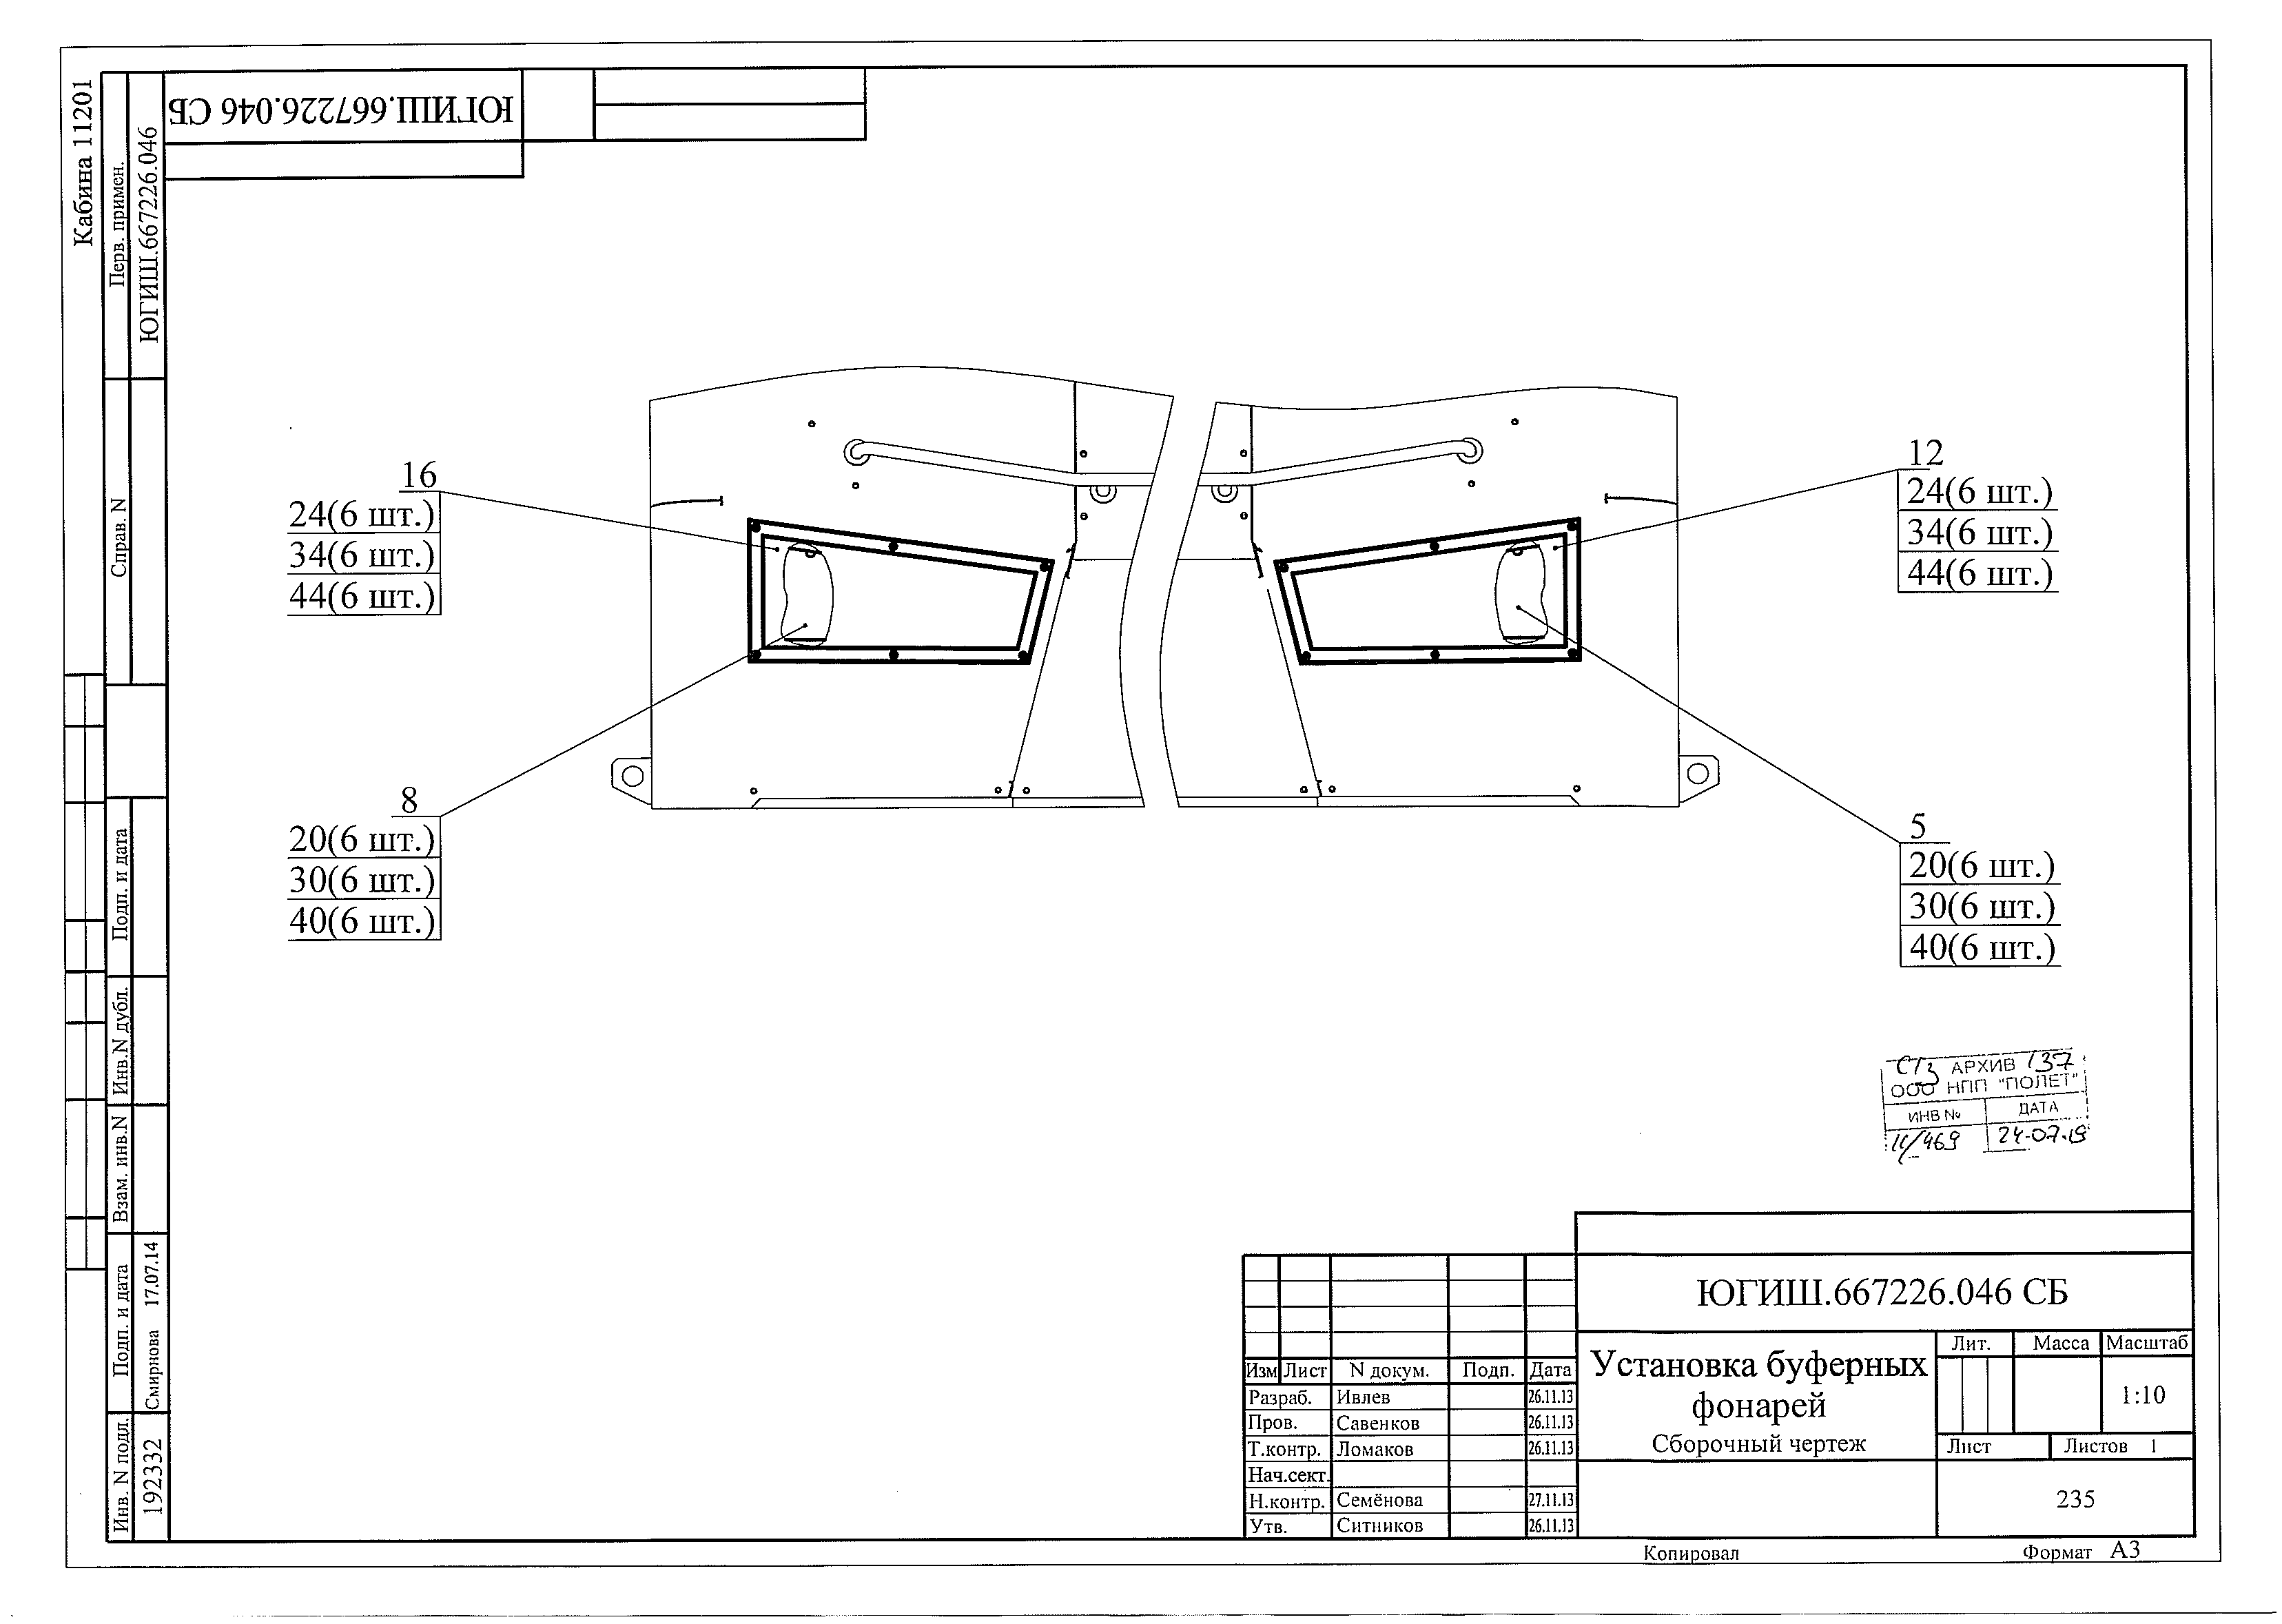 Кабина 11201
Перв. примен.
ЮГИШ.667226.046
Справ. N
Подп. и дата
Инв.N дубл.
Взам. инв.N
Подп. и дата
Смирнова 17.07.14
Инв. N подл.
192332
ЮГИШ.667226.046 СБ
16
24(6 шт.)
34(6 шт.)
44(6 шт.)
8
20(6 шт.)
30(6 шт.)
40(6 шт.)
12
24(6 шт.)
34(6 шт.)
44(6 шт.)
5
20(6 шт.)
30(6 шт.)
40(6 шт.)
АРХИВ 137
ООО НПП "ПОЛЕТ"
ИНВ № ДАТА
24-07-19
ЮГИШ.667226.046 СБ
Изм Лист N докум. Подп. Дата
Разраб. Ивлев 26.11.13
Пров. Савенков 26.11.13
Т.контр. Ломаков 26.11.13
Нач.сект.
Н.контр. Семёнова 27.11.13
Утв. Ситников 26.11.13
Установка буферных
фонарей
Сборочный чертеж
Лит. Масса Масштаб
1:10
Лист Листов 1
235
Копировал Формат А3